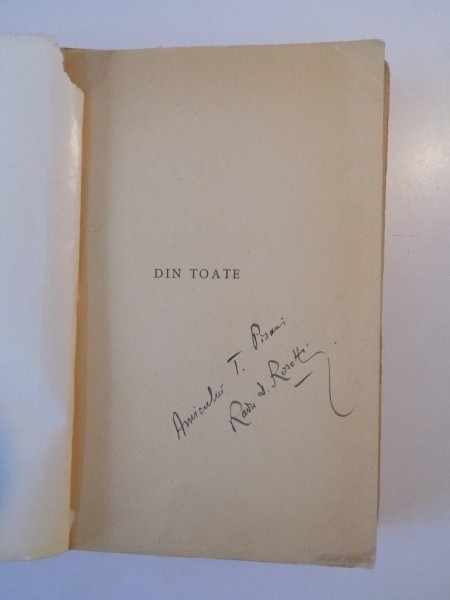 DIN TOATE
Amicului T. Pisani
Radu D. Rosetti.